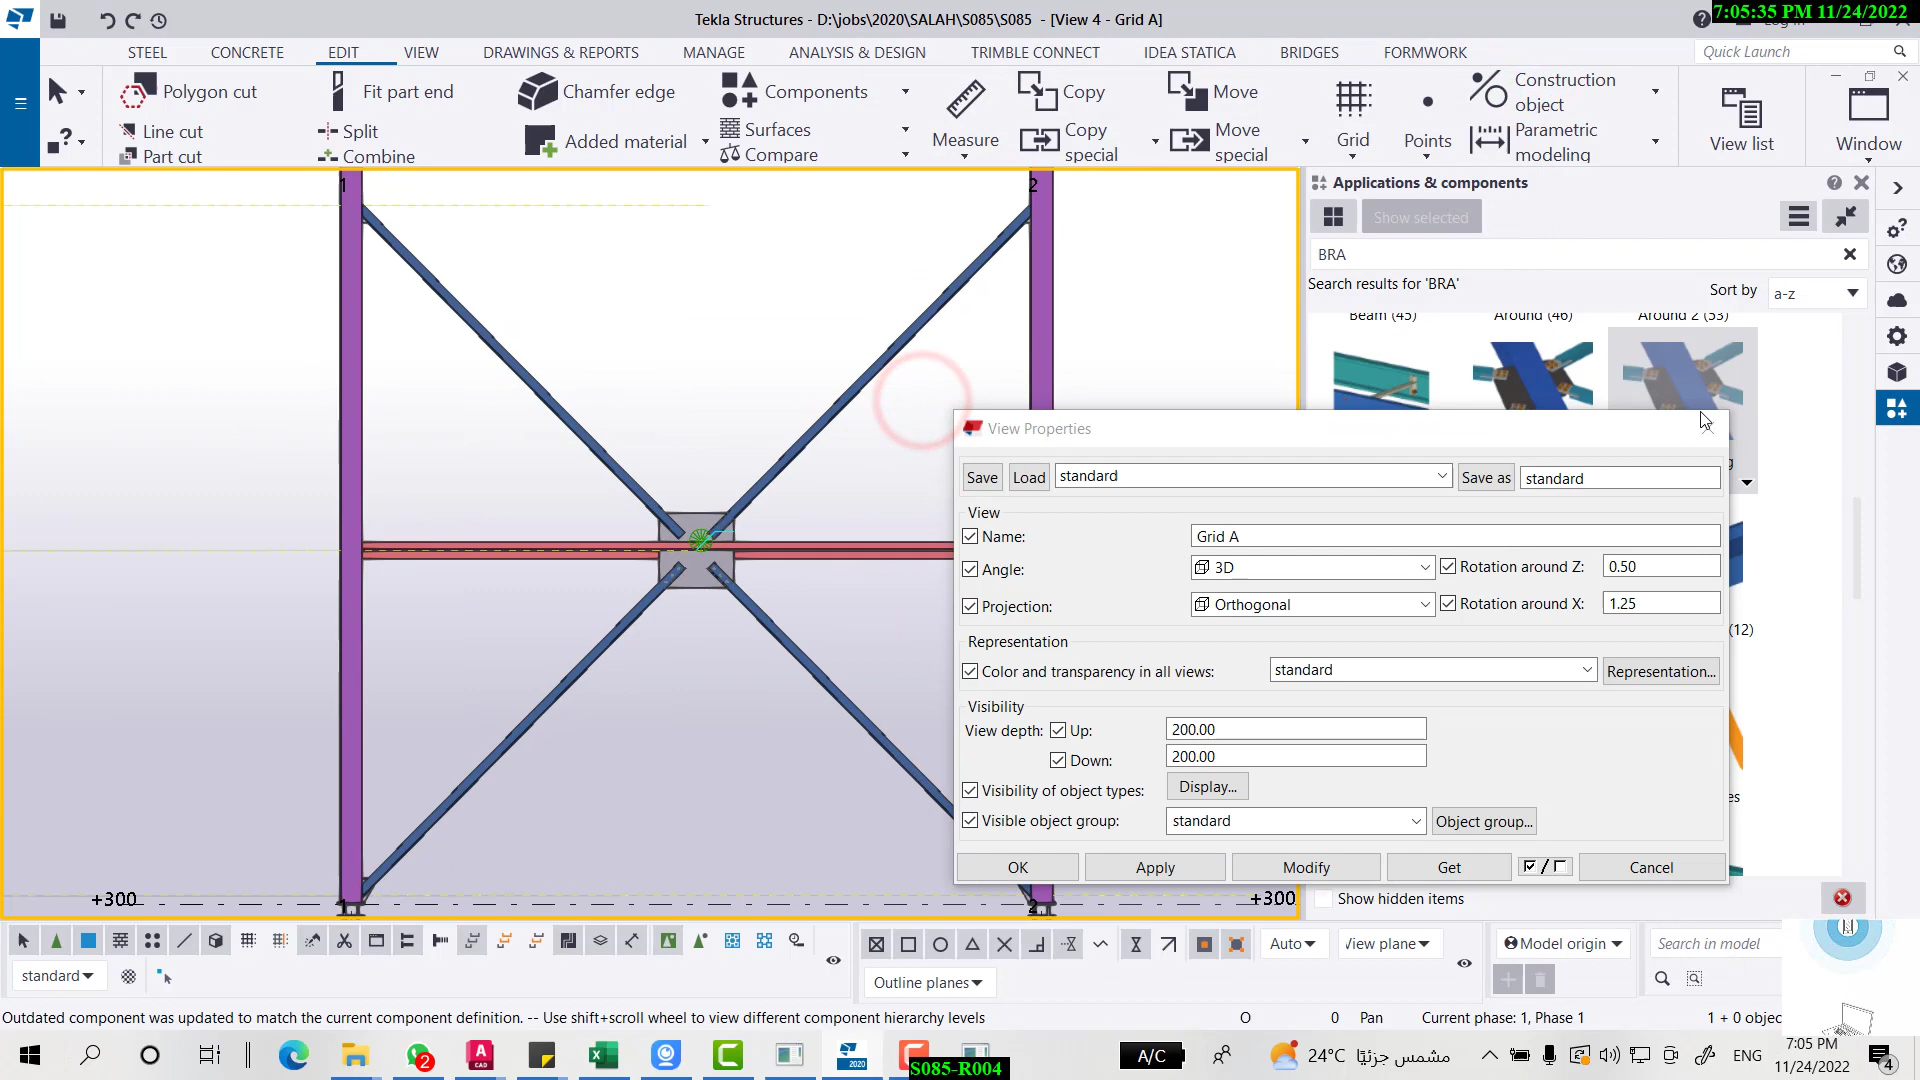 Tekla Structures - D:\jobs\2020\SALAH\S085\S085  - [View 4 - Grid A]
7:05:35 PM 11/24/2022
STEEL
CONCRETE
EDIT
VIEW
DRAWINGS & REPORTS
MANAGE
ANALYSIS & DESIGN
TRIMBLE CONNECT
IDEA STATICA
BRIDGES
FORMWORK
Quick Launch
Polygon cut
Line cut
Part cut
Fit part end
Split
Combine
Chamfer edge
Added material
Components
Surfaces
Compare
Measure
Copy
Copy
special
Move
Move
special
Grid
Points
Construction
object
Parametric
modeling
View list
Window
1
2
+300
+300
1
2
Applications & components
Show selected
BRA
Search results for 'BRA'
Sort by
a-z
Beam (45)
Around (46)
Around 2 (53)
(12)
es
Show hidden items
View Properties
Save
Load
standard
Save as
standard
View
Name:
Grid A
Angle:
3D
Rotation around Z:
0.50
Projection:
Orthogonal
Rotation around X:
1.25
Representation
Color and transparency in all views:
standard
Representation...
Visibility
View depth:
Up:
200.00
Down:
200.00
Visibility of object types:
Display...
Visible object group:
standard
Object group...
OK
Apply
Modify
Get
/
Cancel
standard
Auto
View plane
Outline planes
Model origin
Search in model
Outdated component was updated to match the current component definition. -- Use shift+scroll wheel to view different component hierarchy levels
O
0
Pan
Current phase: 1, Phase 1
1 + 0 objec
2
A
CAD
2020
S085-R004
A/C
24°C
مشمس جزئيًا
ENG
7:05 PM
11/24/2022
4